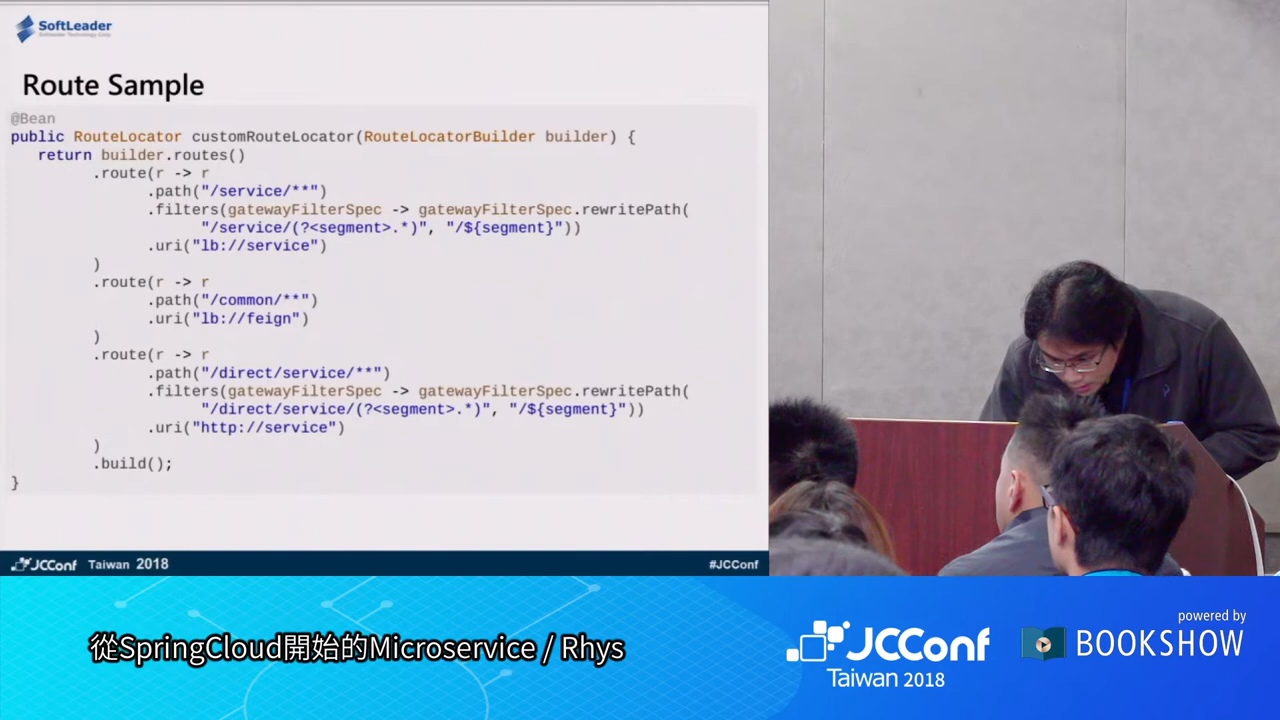 SoftLeader
Softleader Technology Corp.
Route Sample
@Bean
public RouteLocator customRouteLocator(RouteLocatorBuilder builder) {
return builder.routes()
.route(r -> r
.path("/service/**")
.filters(gatewayFilterSpec -> gatewayFilterSpec.rewritePath(
"/service/(?<segment>.*)", "/${segment}"))
.uri("lb://service")
)
.route(r -> r
.path("/common/**")
.uri("lb://feign")
)
.route(r -> r
.path("/direct/service/**")
.filters(gatewayFilterSpec -> gatewayFilterSpec.rewritePath(
"/direct/service/(?<segment>.*)", "/${segment}"))
.uri("http://service")
)
.build();
}
JCConf Taiwan 2018
#JCConf
從SpringCloud開始的Microservice / Rhys
JCConf
Taiwan 2018
powered by
BOOKSHOW